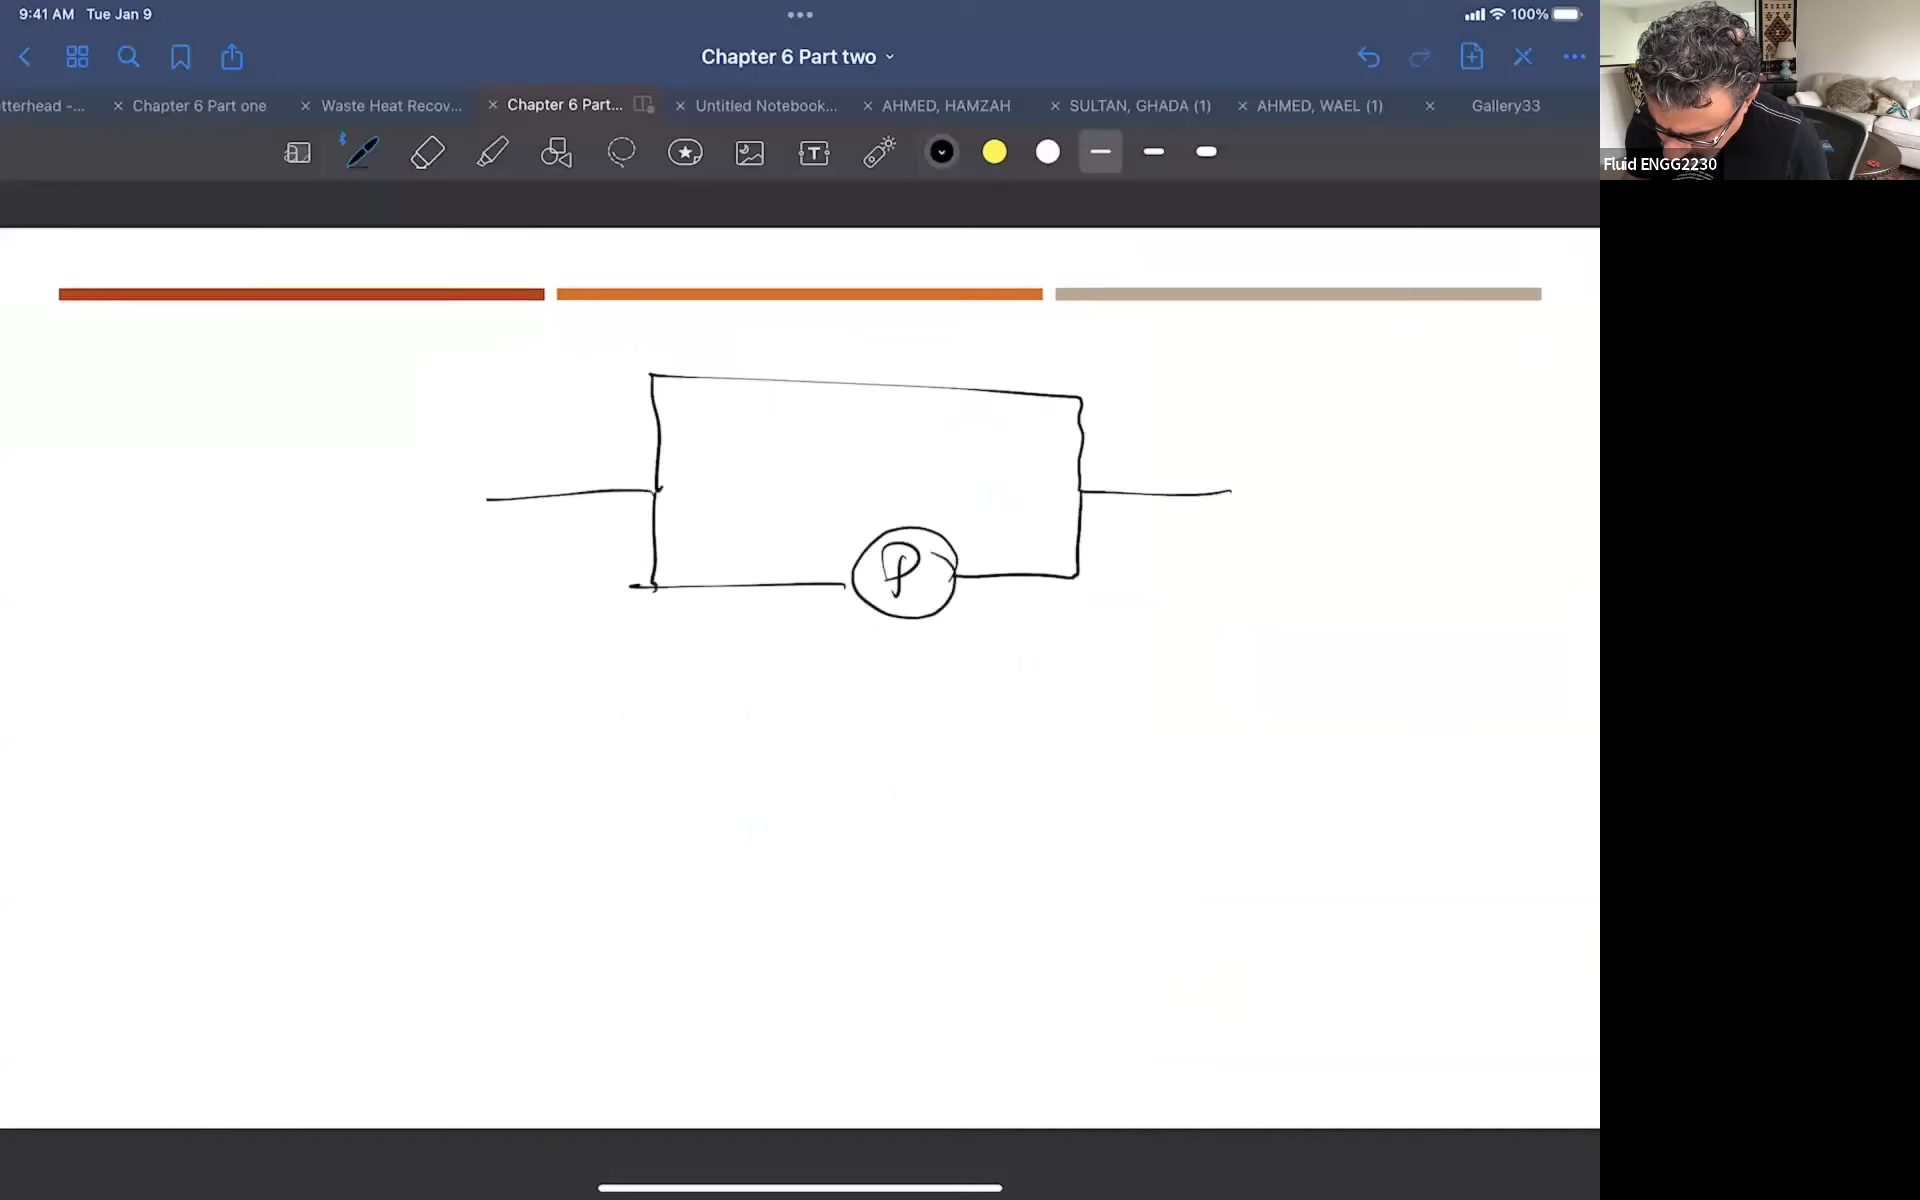 9:41 AM Tue Jan 9
100%
Chapter 6 Part two
tterhead -...
Chapter 6 Part one
Waste Heat Recov...
Chapter 6 Part...
Untitled Notebook...
AHMED, HAMZAH
SULTAN, GHADA (1)
AHMED, WAEL (1)
Gallery33
T
Fluid ENGG2230
P